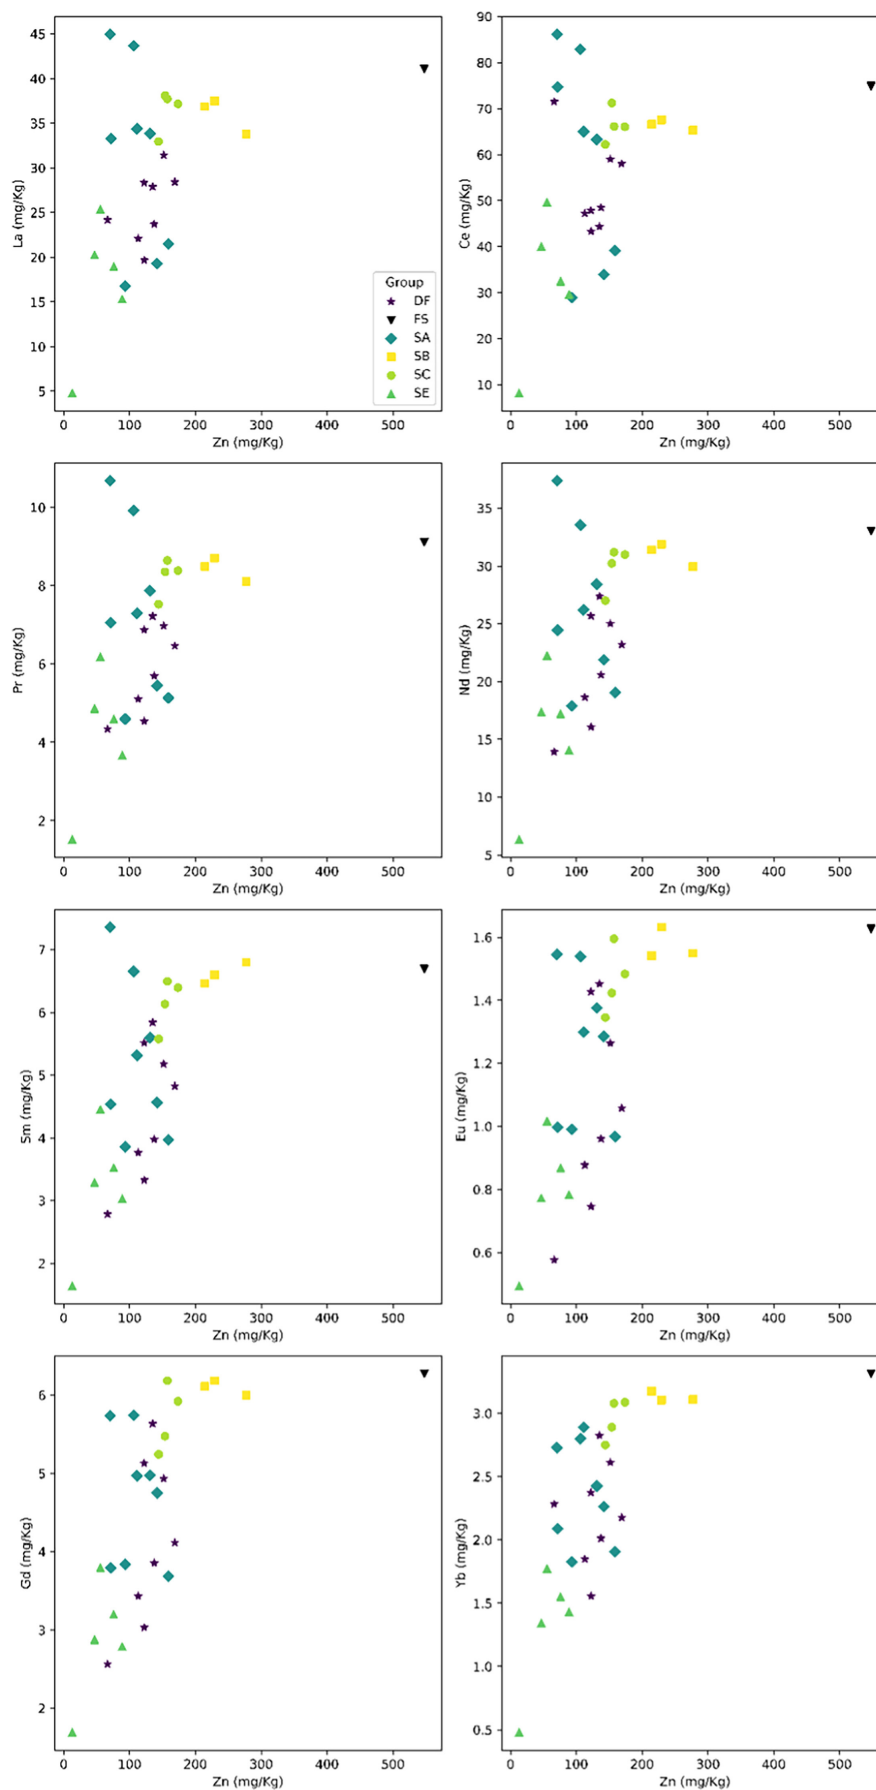 45
40
35
30
25
20
15
10
5
La (mg/Kg)
0 100 200 300 400 500
Zn (mg/Kg)
Group
DF
FS
SA
SB
SC
SE
90
80
70
60
50
40
30
20
10
Ce (mg/Kg)
0 100 200 300 400 500
Zn (mg/Kg)
10
8
6
4
2
Pr (mg/Kg)
0 100 200 300 400 500
Zn (mg/Kg)
35
30
25
20
15
10
5
Nd (mg/Kg)
0 100 200 300 400 500
Zn (mg/Kg)
7
6
5
4
3
2
Sm (mg/Kg)
0 100 200 300 400 500
Zn (mg/Kg)
1.6
1.4
1.2
1.0
0.8
0.6
Eu (mg/Kg)
0 100 200 300 400 500
Zn (mg/Kg)
6
5
4
3
2
Gd (mg/Kg)
0 100 200 300 400 500
Zn (mg/Kg)
3.0
2.5
2.0
1.5
1.0
0.5
Yb (mg/Kg)
0 100 200 300 400 500
Zn (mg/Kg)